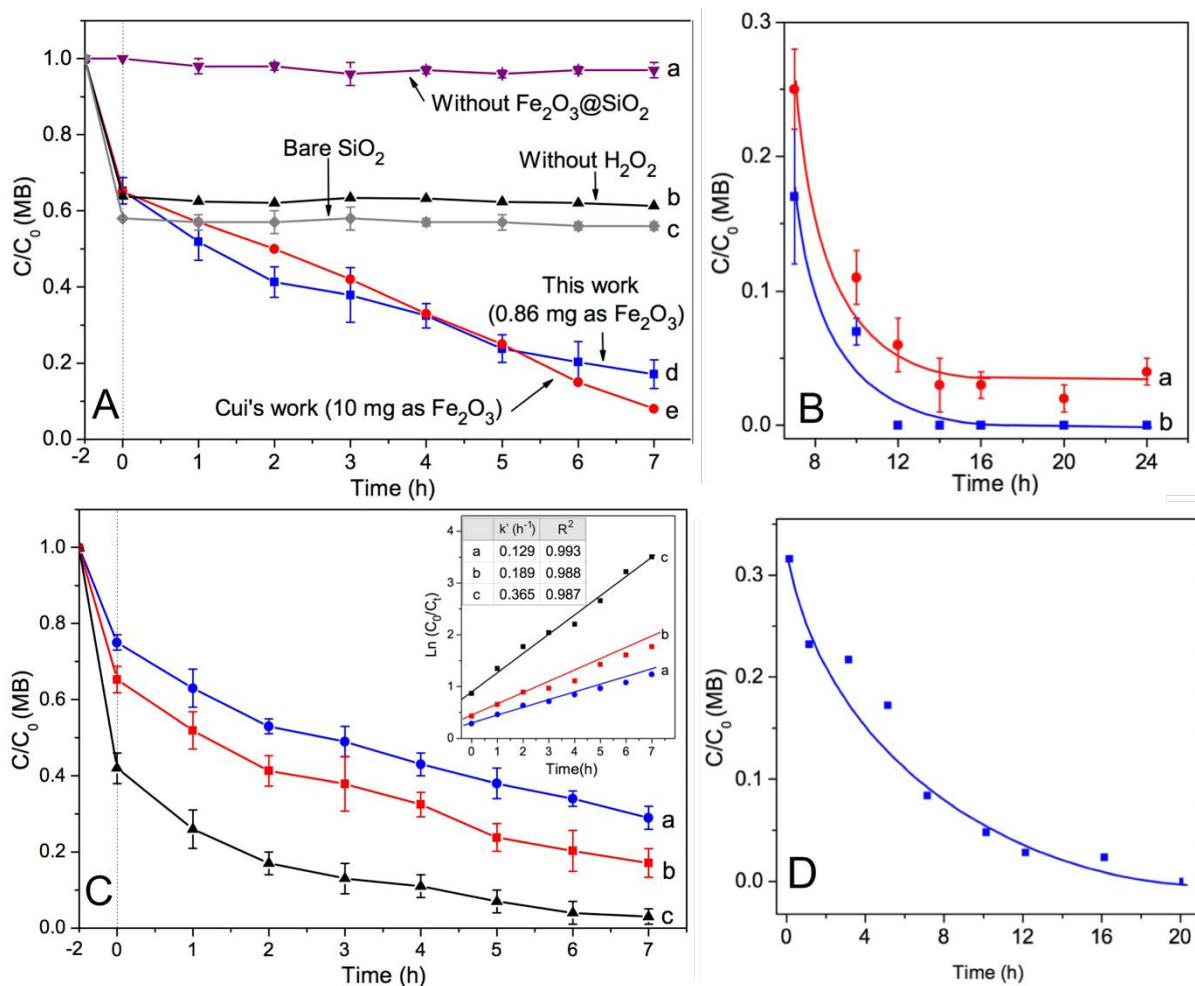 1.0
0.8
0.6
0.4
0.2
0.0
C/C₀ (MB)
a
Without Fe₂O₃@SiO₂
Bare SiO₂
Without H₂O₂
b
c
This work
(0.86 mg as Fe₂O₃)
d
Cui's work (10 mg as Fe₂O₃)
e
A
-2 0 1 2 3 4 5 6 7
Time (h)
0.3
0.2
0.1
0.0
C/C₀ (MB)
a
b
B
8 12 16 20 24
Time (h)
1.0
0.8
0.6
0.4
0.2
0.0
C/C₀ (MB)
a
b
c
C
-2 0 1 2 3 4 5 6 7
Time (h)
k' (h⁻¹) R²
a 0.129 0.993
b 0.189 0.988
c 0.365 0.987
4
3
2
1
0
Ln (C₀/Cₜ)
c
b
a
0 1 2 3 4 5 6 7
Time(h)
0.3
0.2
0.1
0.0
C/C₀ (MB)
D
0 4 8 12 16 20
Time (h)